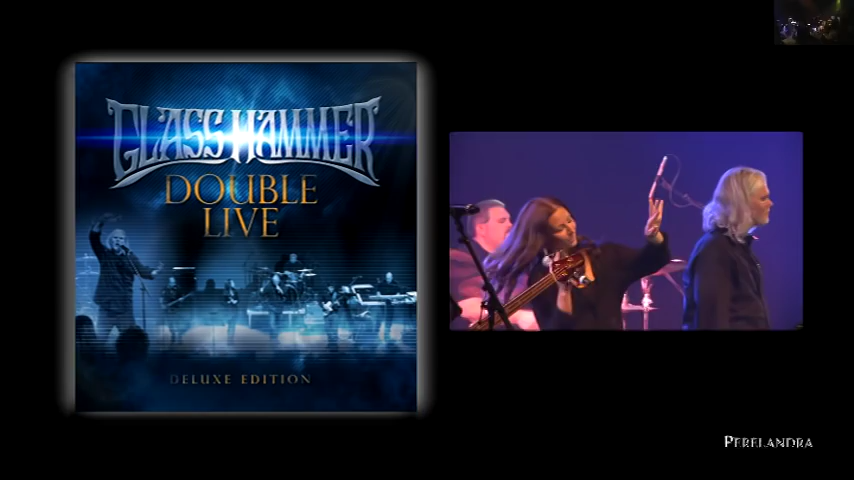 GLASS HAMMER
DOUBLE
LIVE
DELUXE EDITION
PERELANDRA